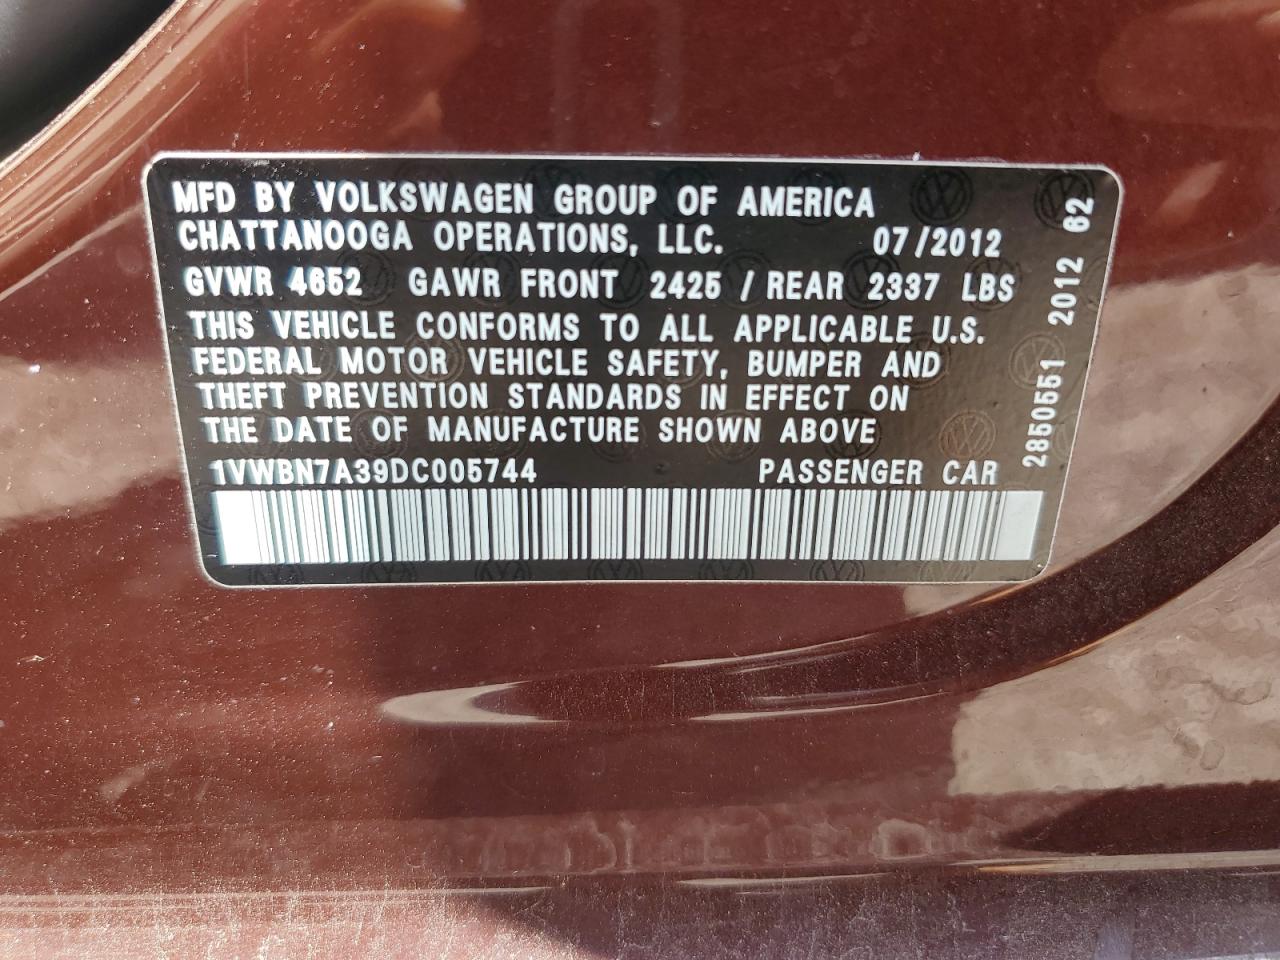 MFD BY VOLKSWAGEN GROUP OF AMERICA
CHATTANOOGA OPERATIONS, LLC. 07/2012
GVWR 4652 GAWR FRONT 2425 / REAR 2337 LBS
THIS VEHICLE CONFORMS TO ALL APPLICABLE U.S.
FEDERAL MOTOR VEHICLE SAFETY, BUMPER AND
THEFT PREVENTION STANDARDS IN EFFECT ON
THE DATE OF MANUFACTURE SHOWN ABOVE
1VWBN7A39DC005744 PASSENGER CAR
2850551 2012 62